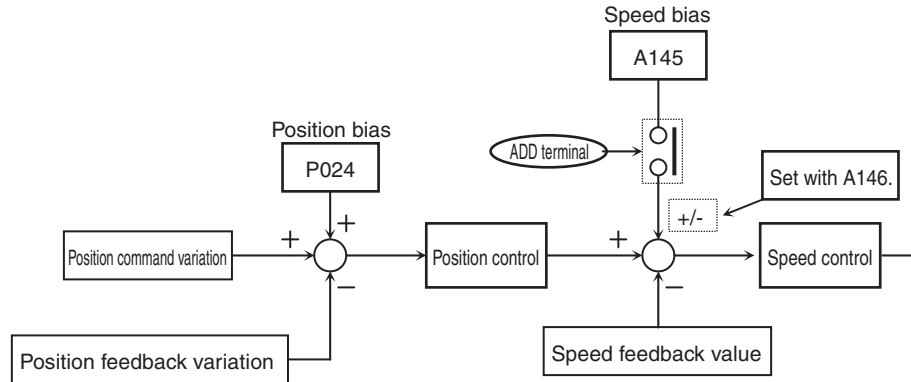 Speed bias
A145
Position bias
P024
ADD terminal
Set with A146.
+/-
+
+
+
Position command variation
Position control
Speed control
−
−
Position feedback variation
Speed feedback value